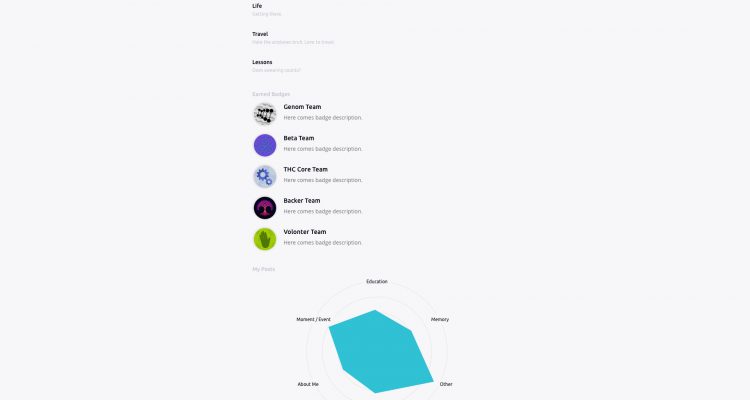 Life
Getting there.
Travel
Hate the airplanes bro!. Love to travel.
Lessons
Does swearing counts?
Earned Badges
Genom Team
Here comes badge description.
Beta Team
Here comes badge description.
THC Core Team
Here comes badge description.
Backer Team
Here comes badge description.
Volonter Team
Here comes badge description.
My Posts
Education
Moment / Event
Memory
About Me
Other